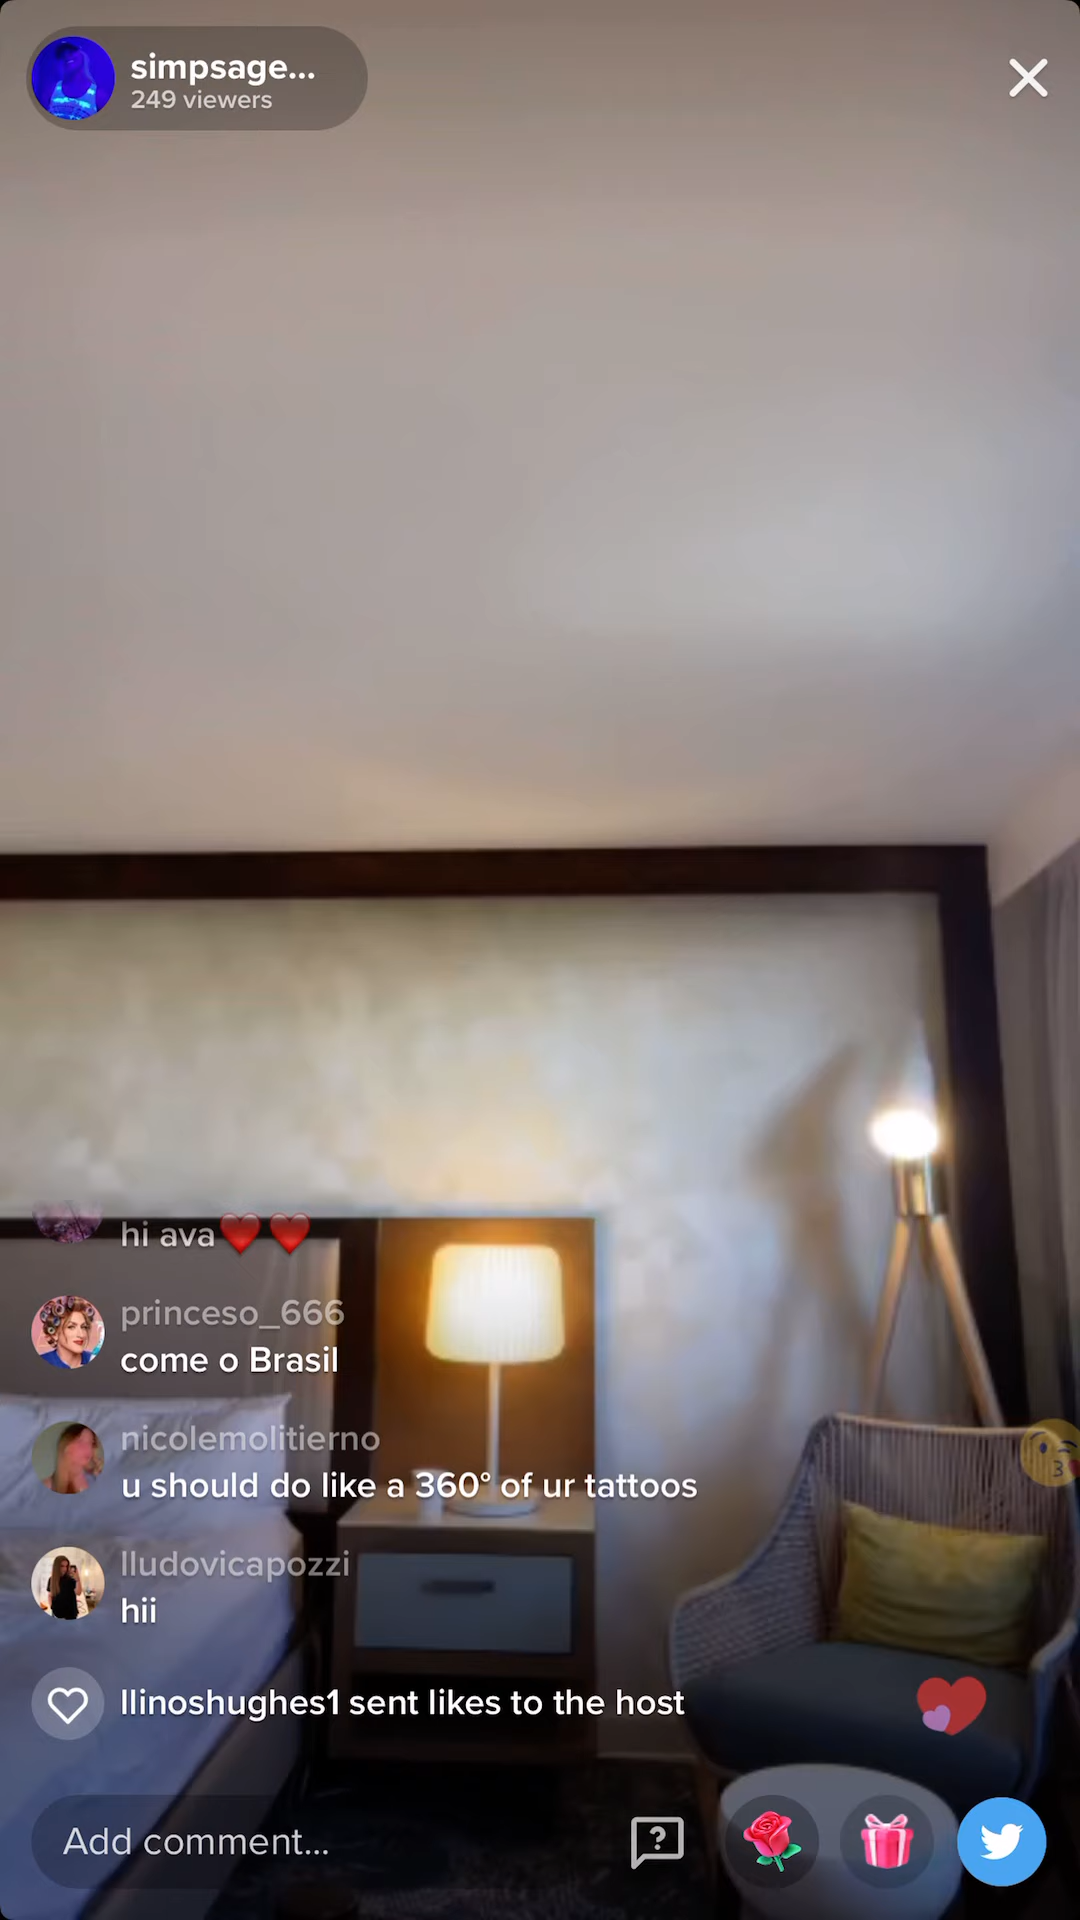 simpsage...
249 viewers
hi ava❤️❤️
princeso_666
come o Brasil
nicolemolitierno
u should do like a 360° of ur tattoos
lludovicapozzi
hii
llinoshughes1 sent likes to the host
Add comment...
?